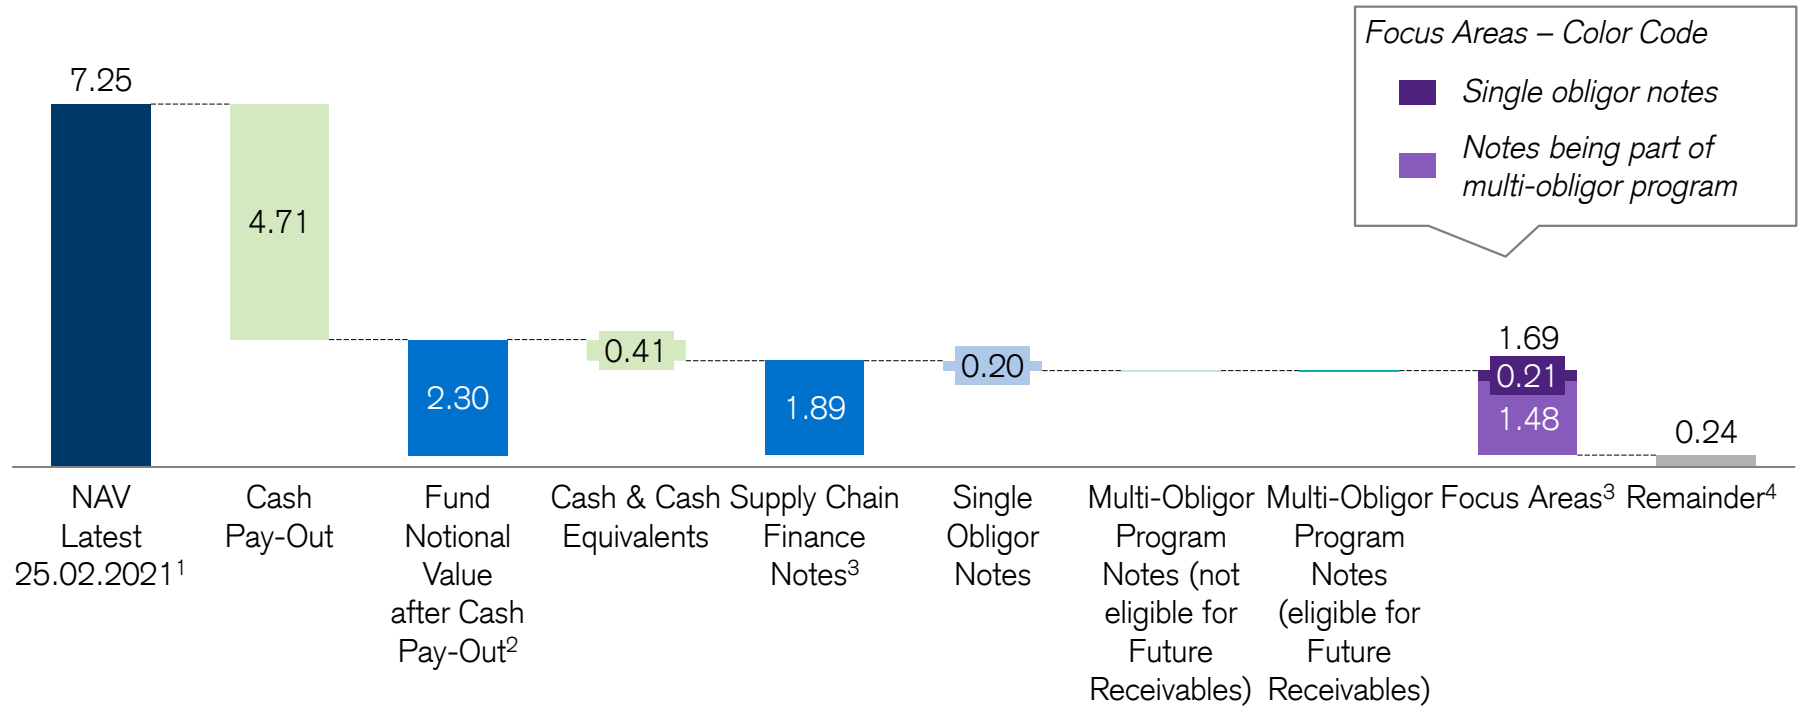 Focus Areas – Color Code
Single obligor notes
Notes being part of
multi-obligor program
7.25
4.71
2.30
0.41
1.89
0.20
1.69
0.21
1.48
0.24
NAV
Latest
25.02.2021¹
Cash
Pay-Out
Fund
Notional
Value
after Cash
Pay-Out²
Cash & Cash
Equivalents
Supply Chain
Finance
Notes³
Single
Obligor
Notes
Multi-Obligor
Program
Notes (not
eligible for
Future
Receivables)
Multi-Obligor
Program
Notes
(eligible for
Future
Receivables)
Focus Areas³
Remainder⁴